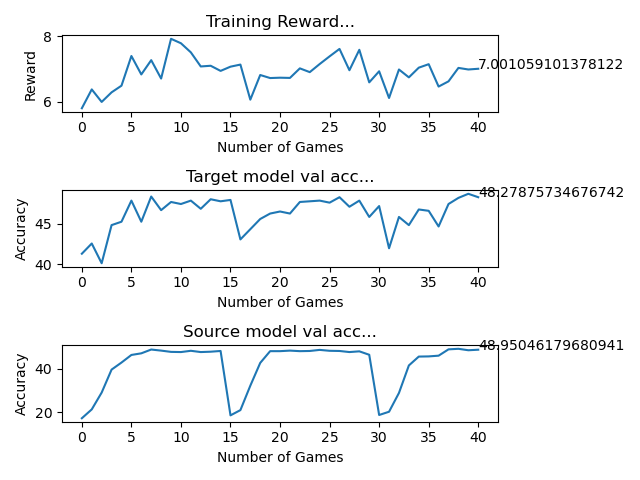 Training Reward...
8
6
Reward
7.001059101378122
0 5 10 15 20 25 30 35 40
Number of Games
Target model val acc...
45
40
Accuracy
48.27875734676742
0 5 10 15 20 25 30 35 40
Number of Games
Source model val acc...
40
20
Accuracy
48.95046179680941
0 5 10 15 20 25 30 35 40
Number of Games